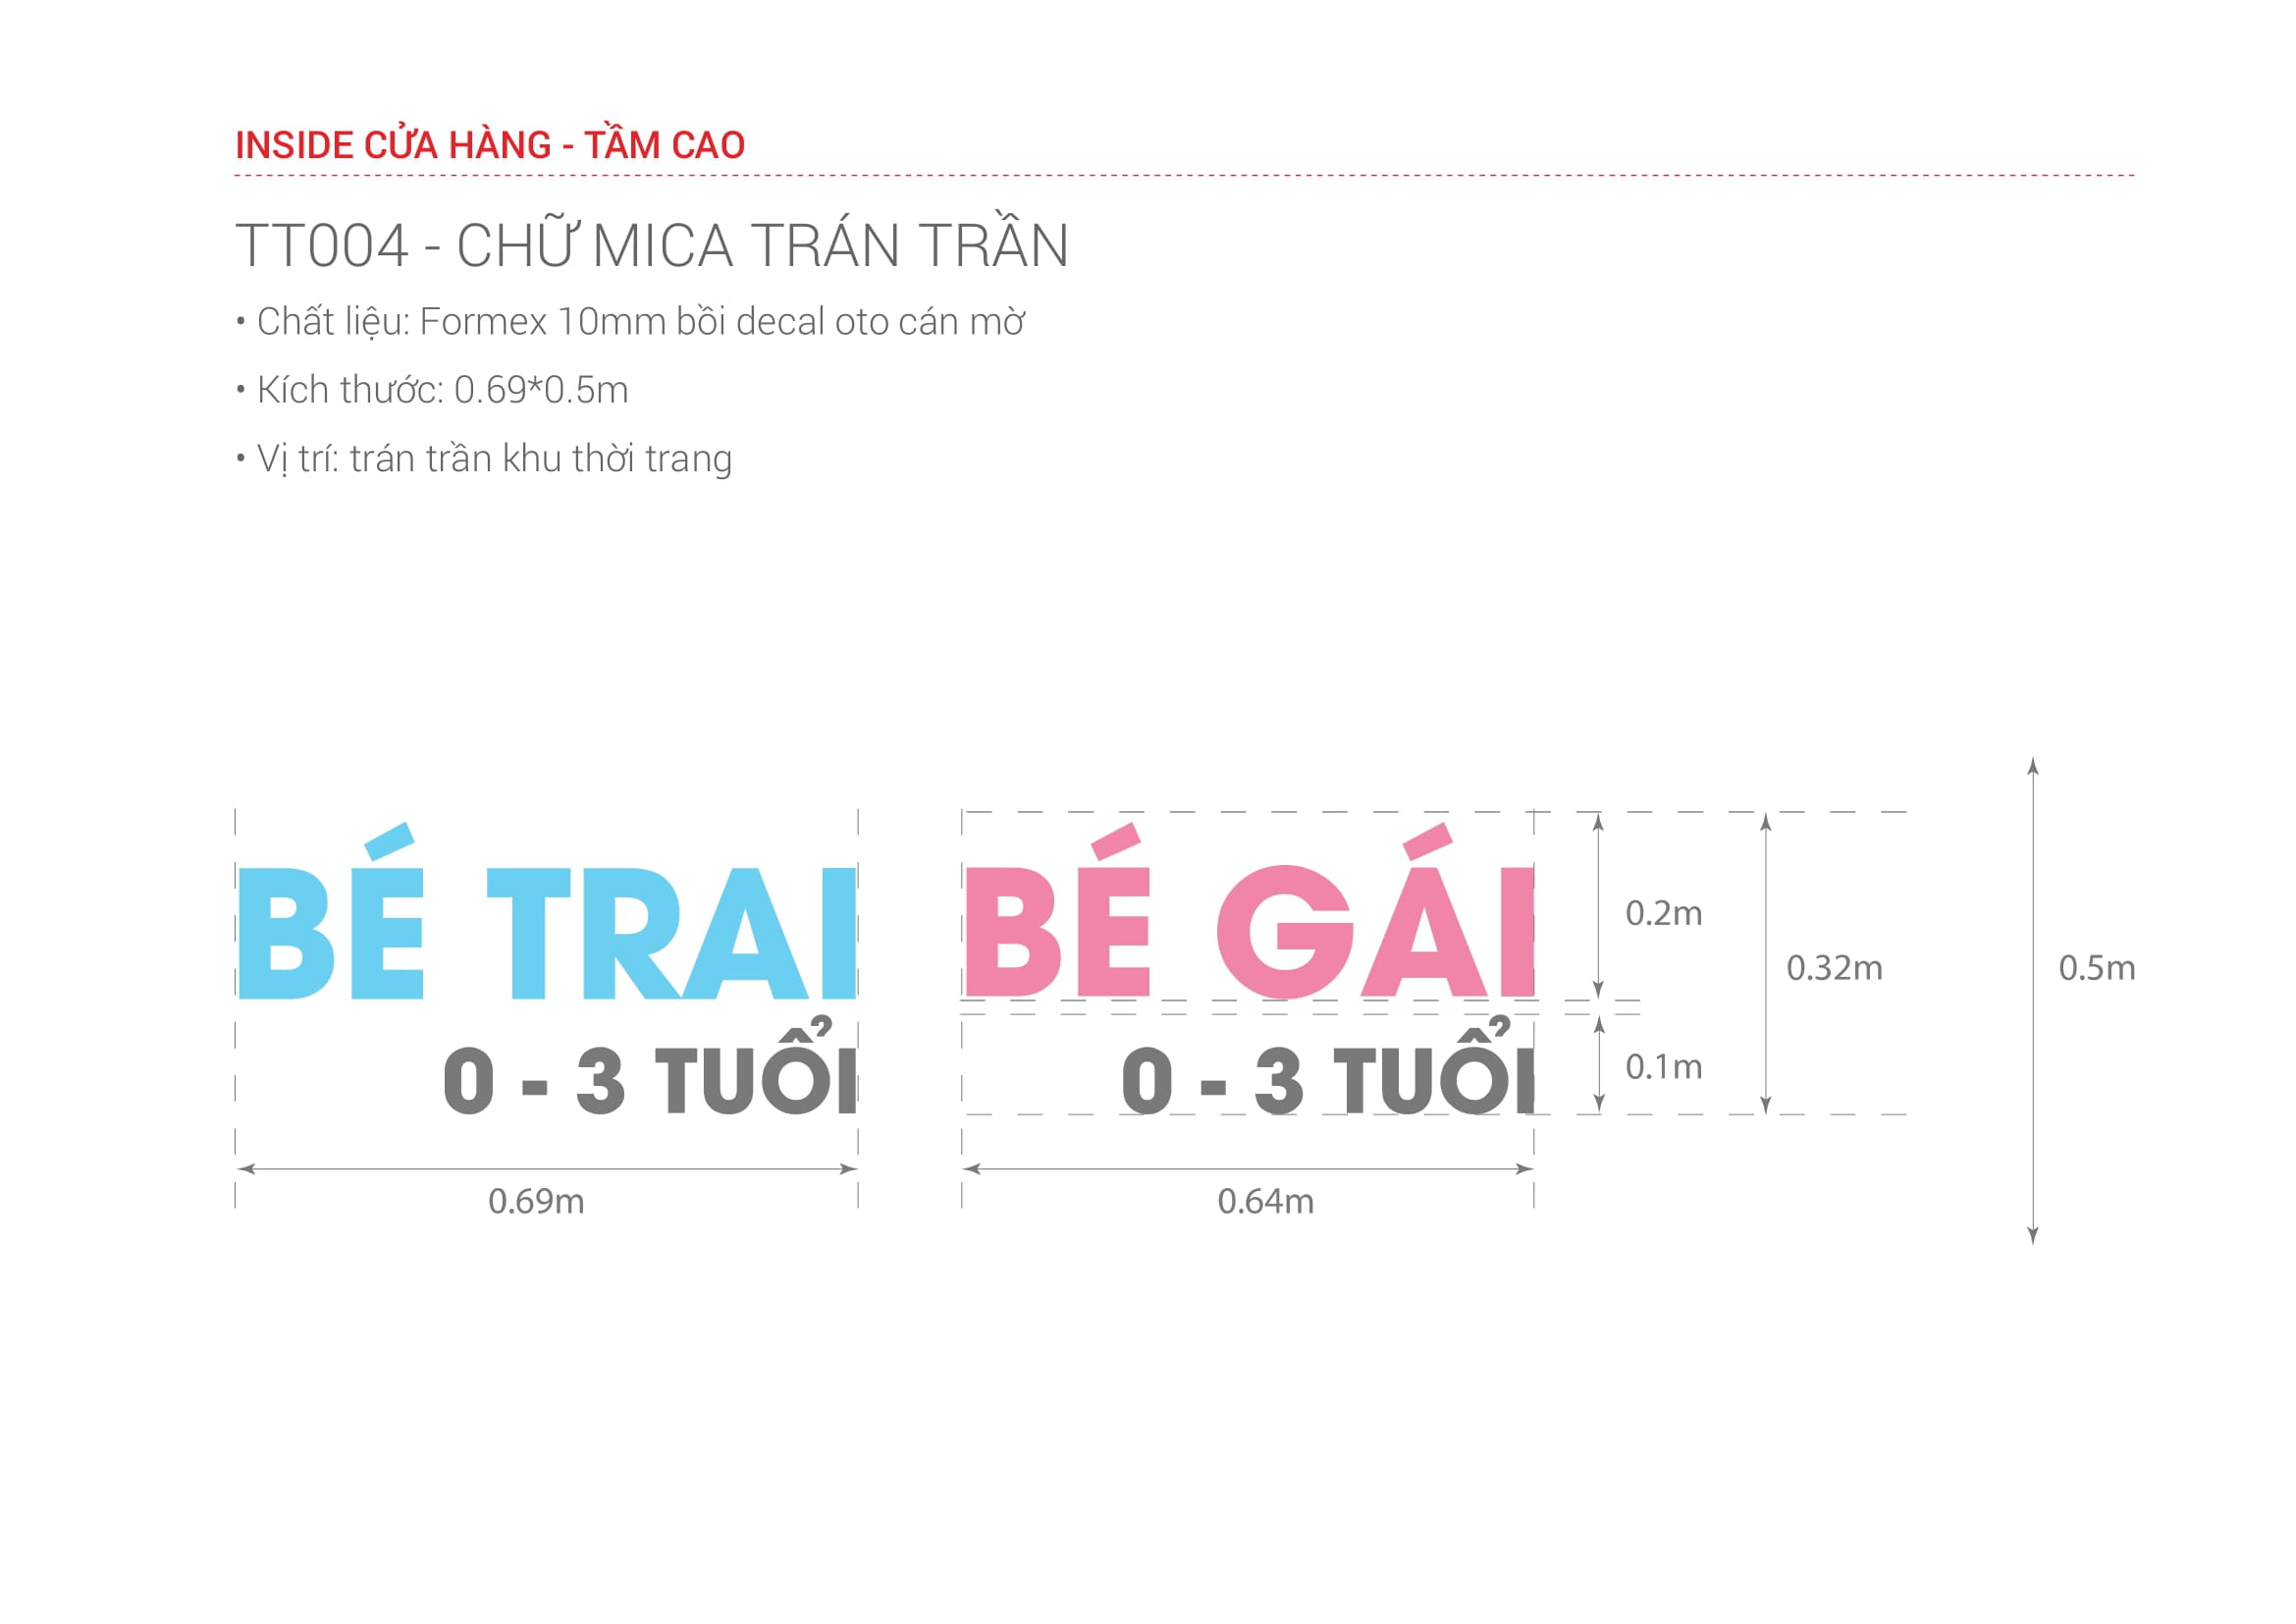 INSIDE CỬA HÀNG - TẦM CAO
TT004 - CHỮ MICA TRÁN TRẦN
• Chất liệu: Formex 10mm bồi decal oto cán mờ
• Kích thước: 0.69*0.5m
• Vị trí: trán trần khu thời trang
BÉ TRAI
0 - 3 TUỔI
0.69m
BÉ GÁI
0 - 3 TUỔI
0.64m
0.2m
0.1m
0.32m
0.5m